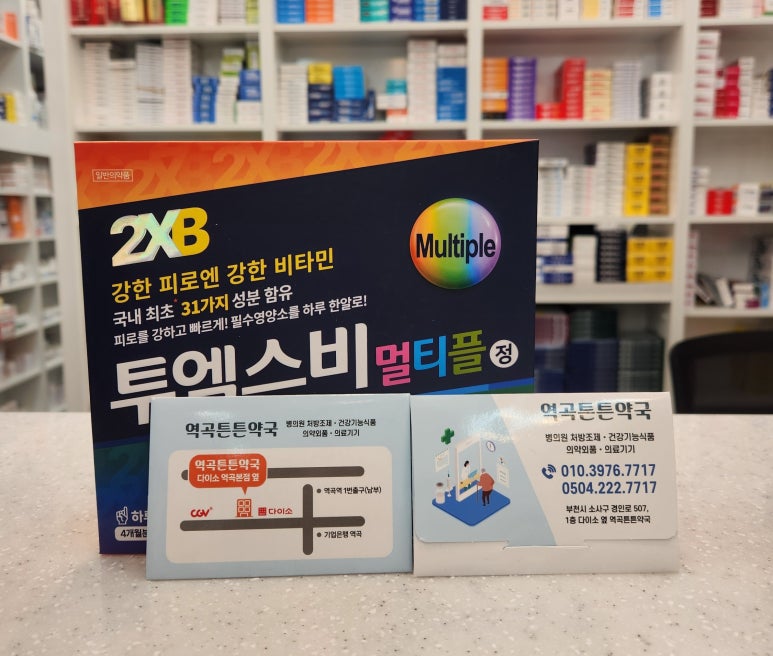 일반의약품
2XB
Multiple
강한 피로엔 강한 비타민
국내 최초* 31가지 성분 함유
피로를 강하고 빠르게! 필수영양소를 하루 한알로!
투엑스비 멀티플 정
4개월분
역곡튼튼약국
병의원 처방조제 · 건강기능식품
의약외품 · 의료기기
역곡튼튼약국
다이소 역곡본점 옆
역곡역 1번출구(남부)
CGV
다이소
기업은행 역곡
역곡튼튼약국
병의원 처방조제 · 건강기능식품
의약외품 · 의료기기
010.3976.7717
0504.222.7717
부천시 소사구 경인로 507,
1층 다이소 옆 역곡튼튼약국